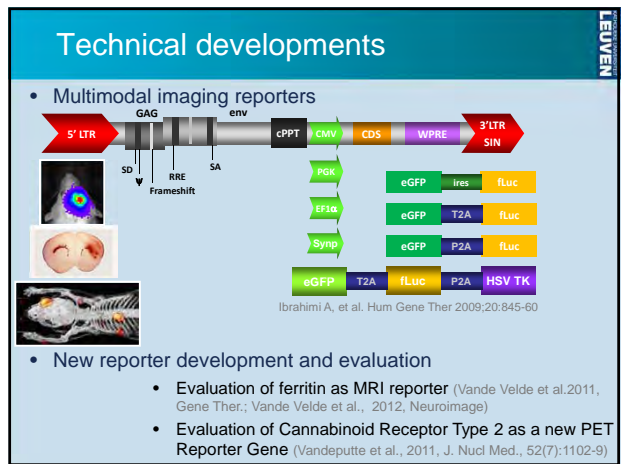 Technical developments
LEUVEN
• Multimodal imaging reporters
GAG
env
5' LTR
cPPT
CMV
CDS
WPRE
3'LTR
SIN
SD
Ψ
Frameshift
RRE
SA
PGK
EF1α
Synp
eGFP ires fLuc
eGFP T2A fLuc
eGFP P2A fLuc
eGFP T2A fLuc P2A HSV TK
Ibrahimi A, et al. Hum Gene Ther 2009;20:845-60
• New reporter development and evaluation
• Evaluation of ferritin as MRI reporter (Vande Velde et al.2011,
Gene Ther.; Vande Velde et al., 2012, Neuroimage)
• Evaluation of Cannabinoid Receptor Type 2 as a new PET
Reporter Gene (Vandeputte et al., 2011, J. Nucl Med., 52(7):1102-9)